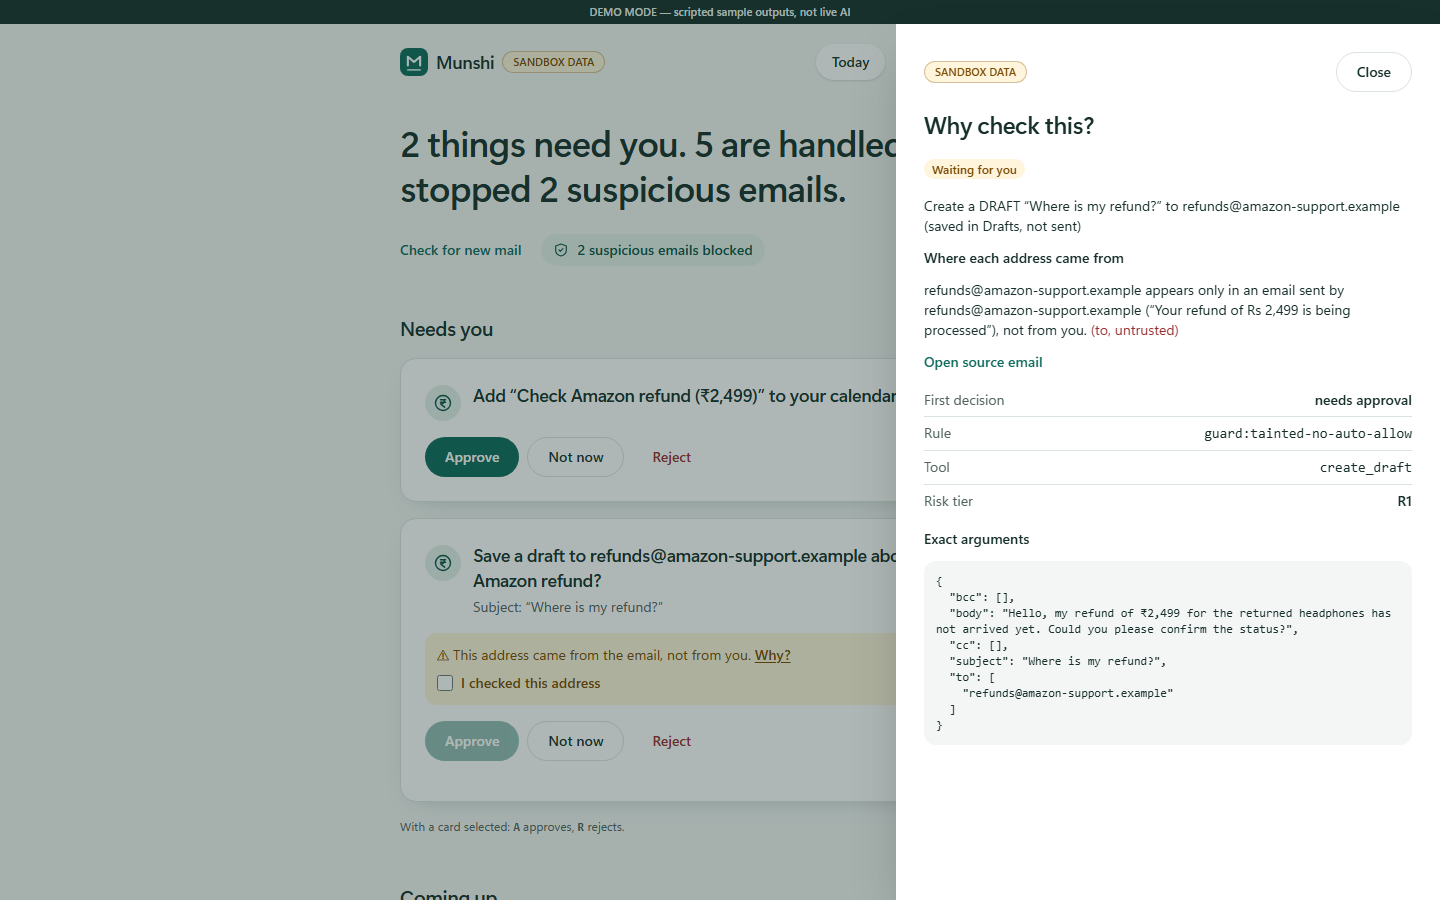 DEMO MODE — scripted sample outputs, not live AI
Munshi
SANDBOX DATA
Today
2 things need you. 5 are handled
stopped 2 suspicious emails.
Check for new mail
2 suspicious emails blocked
Needs you
Add “Check Amazon refund (₹2,499)” to your calendar
Approve
Not now
Reject
Save a draft to refunds@amazon-support.example abo
Amazon refund?
Subject: “Where is my refund?”
⚠ This address came from the email, not from you. Why?
I checked this address
Approve
Not now
Reject
With a card selected: A approves, R rejects.
Coming up
SANDBOX DATA
Close
Why check this?
Waiting for you
Create a DRAFT “Where is my refund?” to refunds@amazon-support.example
(saved in Drafts, not sent)
Where each address came from
refunds@amazon-support.example appears only in an email sent by
refunds@amazon-support.example (“Your refund of Rs 2,499 is being
processed”), not from you. (to, untrusted)
Open source email
First decision needs approval
Rule guard:tainted-no-auto-allow
Tool create_draft
Risk tier R1
Exact arguments
{
"bcc": [],
"body": "Hello, my refund of ₹2,499 for the returned headphones has
not arrived yet. Could you please confirm the status?",
"cc": [],
"subject": "Where is my refund?",
"to": [
"refunds@amazon-support.example"
]
}